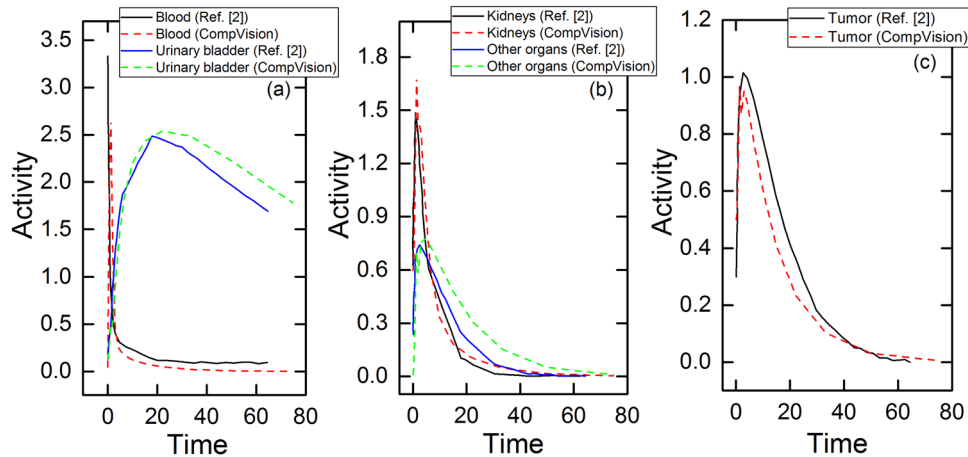 Blood (Ref. [2])
Blood (CompVision)
Urinary bladder (Ref. [2])
Urinary bladder (CompVision)
(a)
3.5
3.0
2.5
2.0
1.5
1.0
0.5
0.0
Activity
0 20 40 60 80
Time
Kidneys (Ref. [2])
Kidneys (CompVision)
Other organs (Ref. [2])
Other organs (CompVision)
(b)
1.8
1.5
1.2
0.9
0.6
0.3
0.0
Activity
0 20 40 60 80
Time
Tumor (Ref. [2])
Tumor (CompVision)
(c)
1.2
1.0
0.8
0.6
0.4
0.2
0.0
Activity
0 20 40 60 80
Time